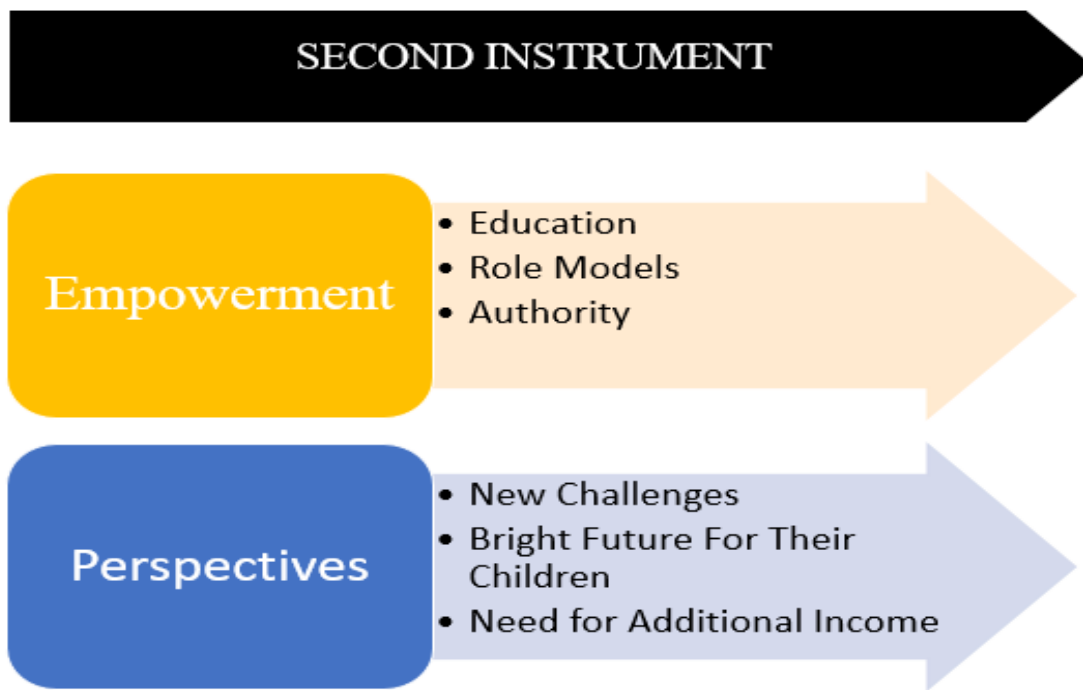 SECOND INSTRUMENT
Empowerment
• Education
• Role Models
• Authority
Perspectives
• New Challenges
• Bright Future For Their
Children
• Need for Additional Income